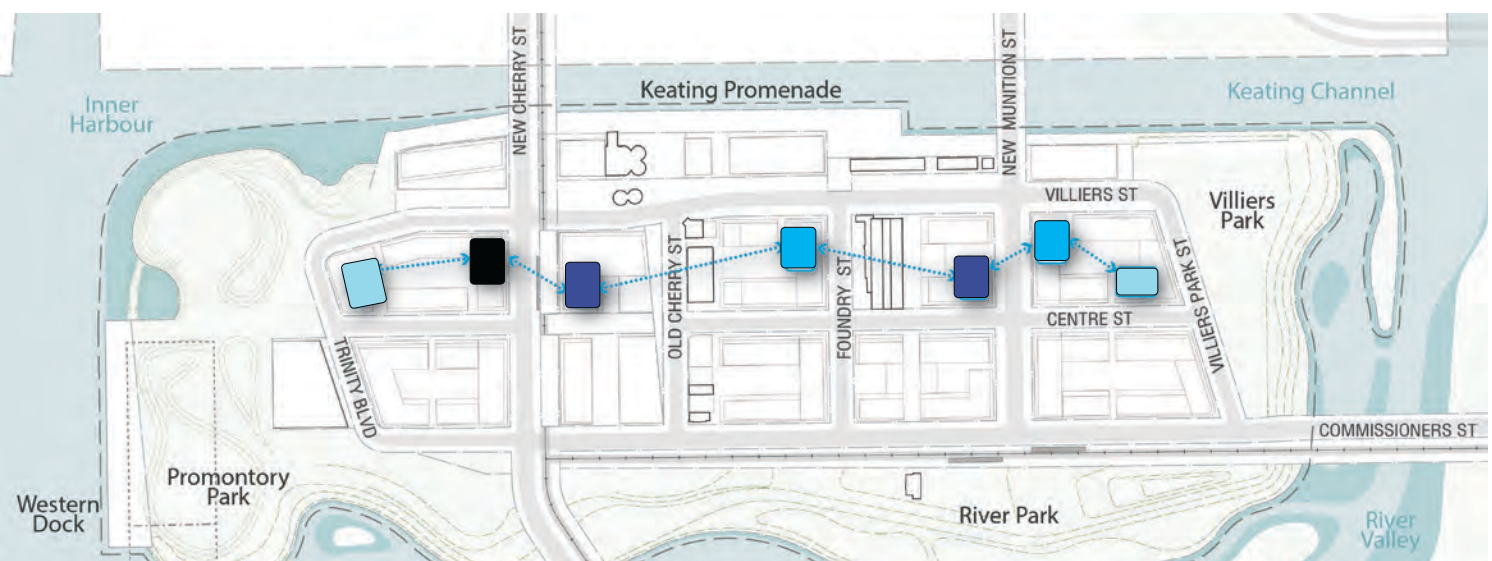 NEW CHERRY ST
NEW MUNITION ST
Keating Promenade
Keating Channel
Inner
Harbour
VILLIERS ST
Villiers
Park
OLD CHERRY ST
FOUNDRY ST
VILLIERS PARK ST
CENTRE ST
TRINITY BLVD
COMMISSIONERS ST
Promontory
Park
Western
Dock
River Park
River
Valley